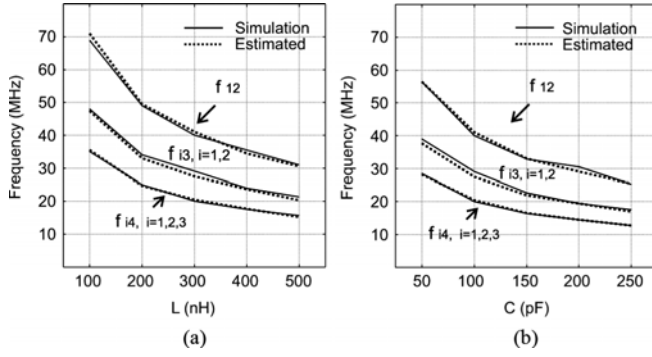 Simulation
Estimated
70
60
50
40
30
20
10
Frequency (MHz)
f 12
f i3, i=1,2
f i4, i=1,2,3
100 200 300 400 500
L (nH)
(a)
Simulation
Estimated
70
60
50
40
30
20
10
Frequency (MHz)
f 12
f i3, i=1,2
f i4, i=1,2,3
50 100 150 200 250
C (pF)
(b)